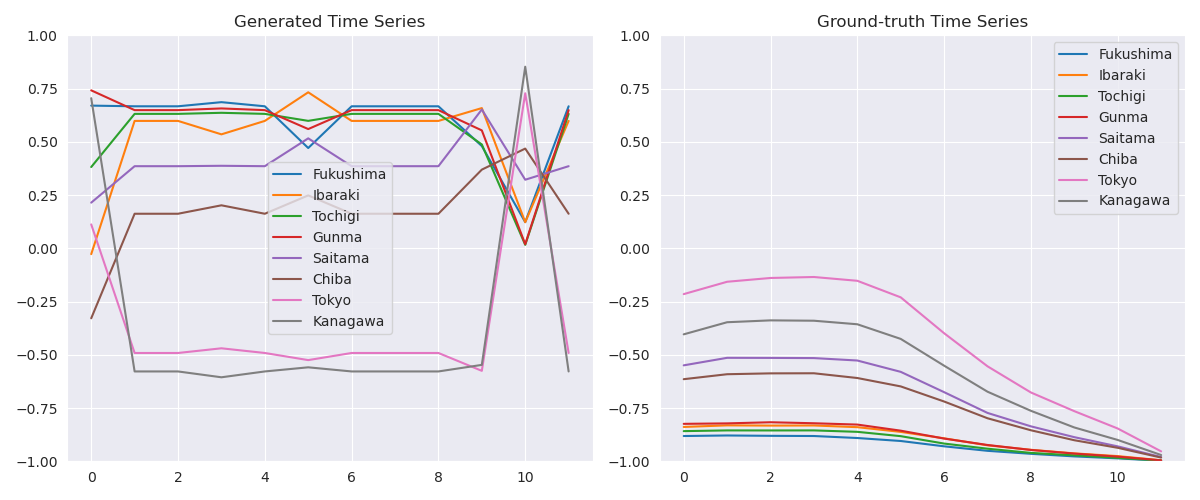 Generated Time Series
1.00
0.75
0.50
0.25
0.00
−0.25
−0.50
−0.75
−1.00
0 2 4 6 8 10
Fukushima
Ibaraki
Tochigi
Gunma
Saitama
Chiba
Tokyo
Kanagawa
Ground-truth Time Series
1.00
0.75
0.50
0.25
0.00
−0.25
−0.50
−0.75
−1.00
0 2 4 6 8 10
Fukushima
Ibaraki
Tochigi
Gunma
Saitama
Chiba
Tokyo
Kanagawa